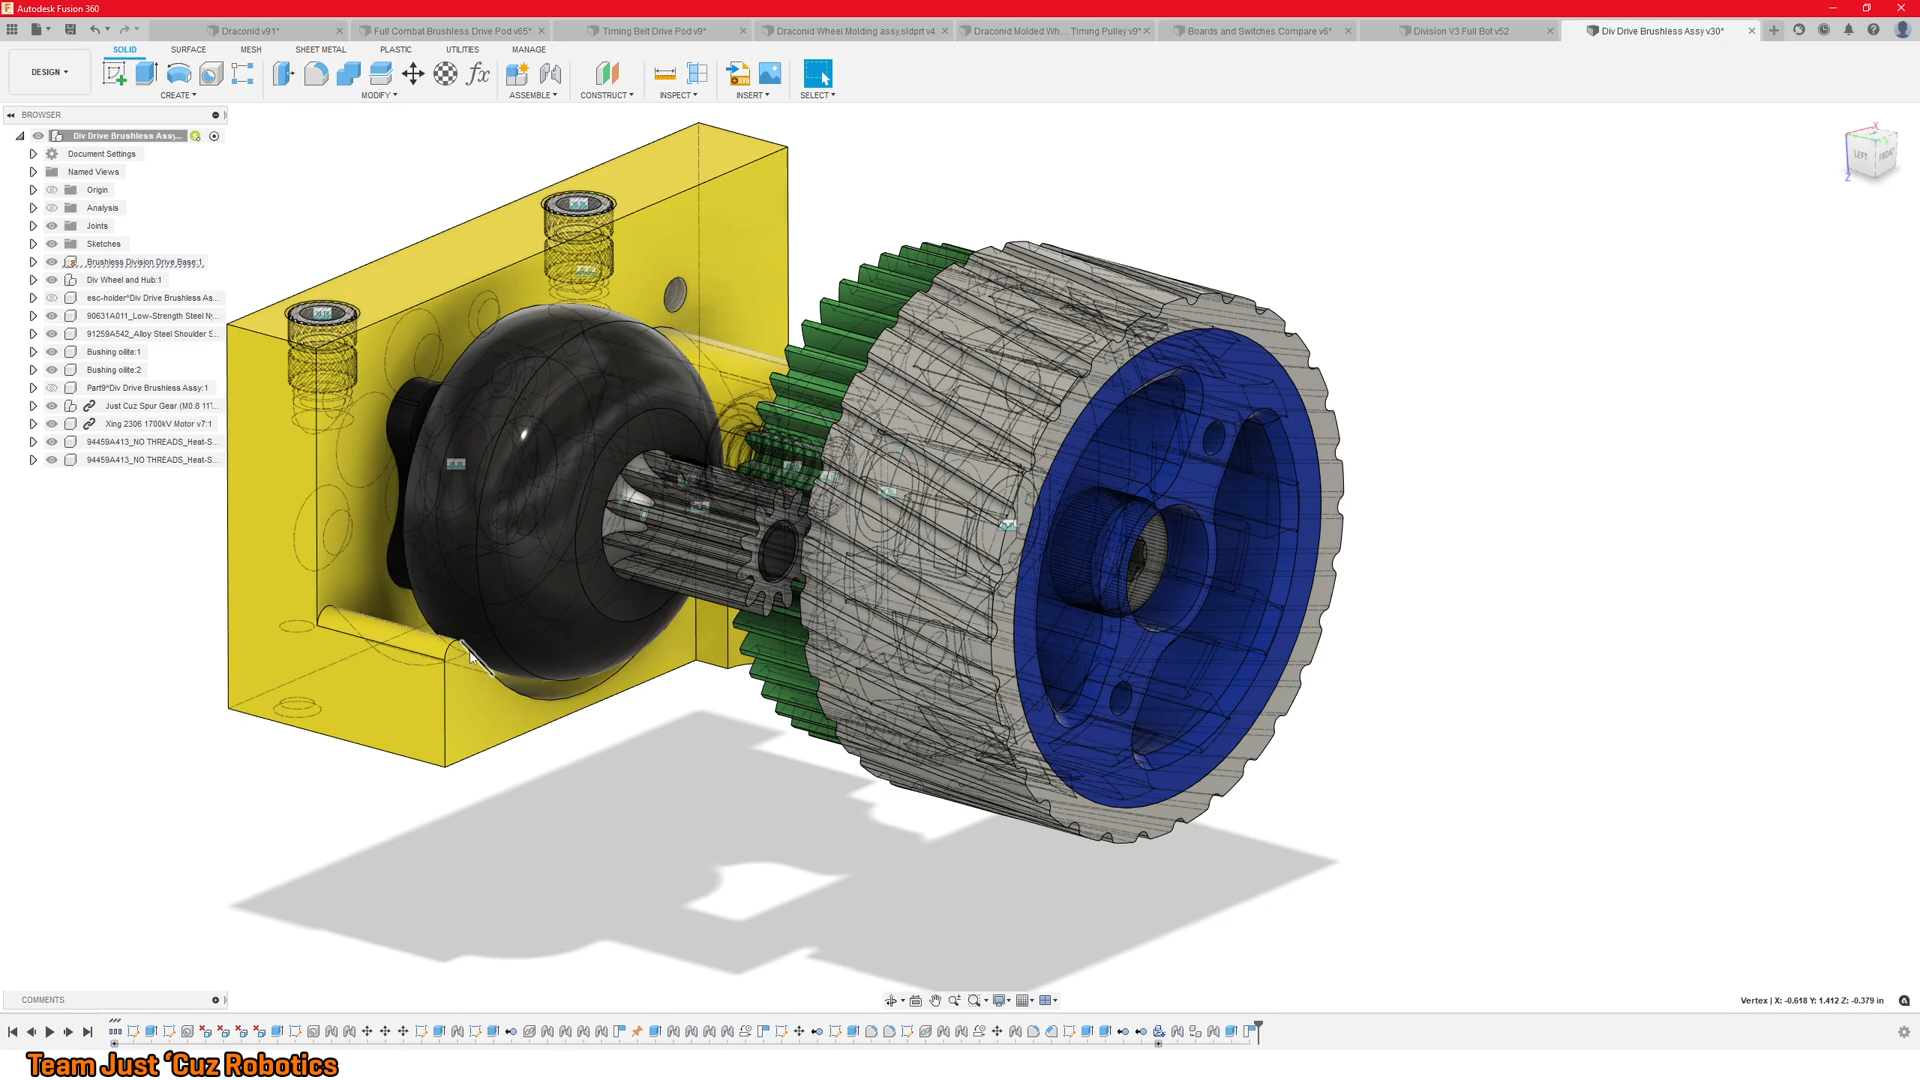 Autodesk Fusion 360
Draconid v91*
Full Combat Brushless Drive Pod v65*
Timing Belt Drive Pod v9*
Draconid Wheel Molding assy.sldprt v4
Draconid Molded Wh... Timing Pulley v9*
Boards and Switches Compare v6*
Division V3 Full Bot v52
Div Drive Brushless Assy v30*
SOLID
SURFACE
MESH
SHEET METAL
PLASTIC
UTILITIES
MANAGE
DESIGN
CREATE
MODIFY
ASSEMBLE
CONSTRUCT
INSPECT
INSERT
SELECT
BROWSER
Div Drive Brushless Assy...
Document Settings
Named Views
Origin
Analysis
Joints
Sketches
Brushless Division Drive Base:1
Div Wheel and Hub:1
esc-holder^Div Drive Brushless As...
90631A011_Low-Strength Steel Ny...
91259A542_Alloy Steel Shoulder S...
Bushing oilite:1
Bushing oilite:2
Part9^Div Drive Brushless Assy:1
Just Cuz Spur Gear (M0.8 11T...
Xing 2306 1700kV Motor v7:1
94459A413_NO THREADS_Heat-S...
94459A413_NO THREADS_Heat-S...
X
Y
Z
LEFT
FRONT
COMMENTS
Vertex | X: -0.618 Y: 1.412 Z: -0.379 in
Team Just ‘Cuz Robotics